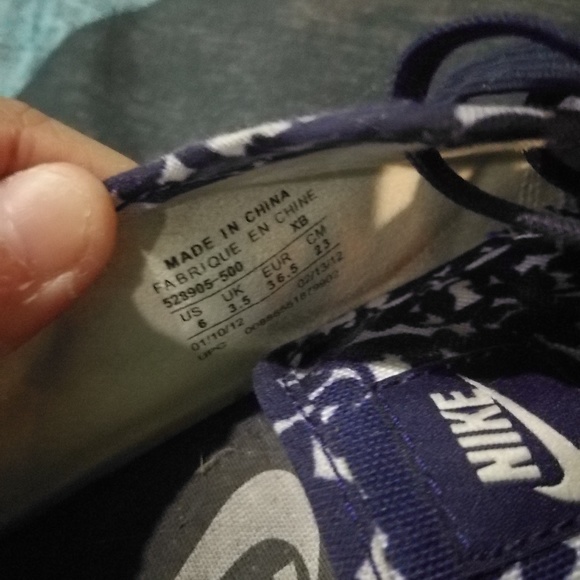 MADE IN CHINA
FABRIQUE EN CHINE
528905-500 XB
US UK EUR CM
6 3.5 36.5 23
01/10/12 02/13/12
UPC
NIKE